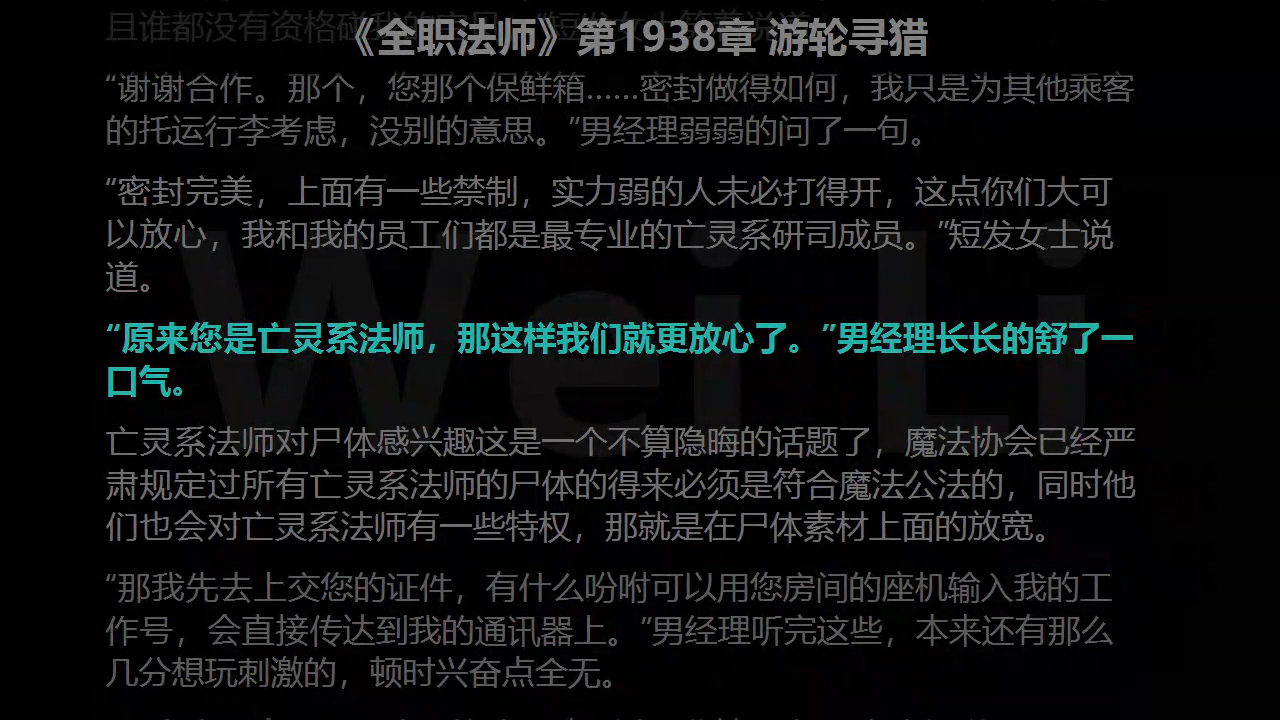 且谁都没有资格碰我的
《全职法师》第1938章 游轮寻猎
“谢谢合作。那个，您那个保鲜箱……密封做得如何，我只是为其他乘客
的托运行李考虑，没别的意思。”男经理弱弱的问了一句。
“密封完美，上面有一些禁制，实力弱的人未必打得开，这点你们大可
以放心，我和我的员工们都是最专业的亡灵系研司成员。”短发女士说
道。
“原来您是亡灵系法师，那这样我们就更放心了。”男经理长长的舒了一
口气。
亡灵系法师对尸体感兴趣这是一个不算隐晦的话题了，魔法协会已经严
肃规定过所有亡灵系法师的尸体的得来必须是符合魔法公法的，同时他
们也会对亡灵系法师有一些特权，那就是在尸体素材上面的放宽。
“那我先去上交您的证件，有什么吩咐可以用您房间的座机输入我的工
作号，会直接传达到我的通讯器上。”男经理听完这些，本来还有那么
几分想玩刺激的，顿时兴奋点全无。
Wei Li